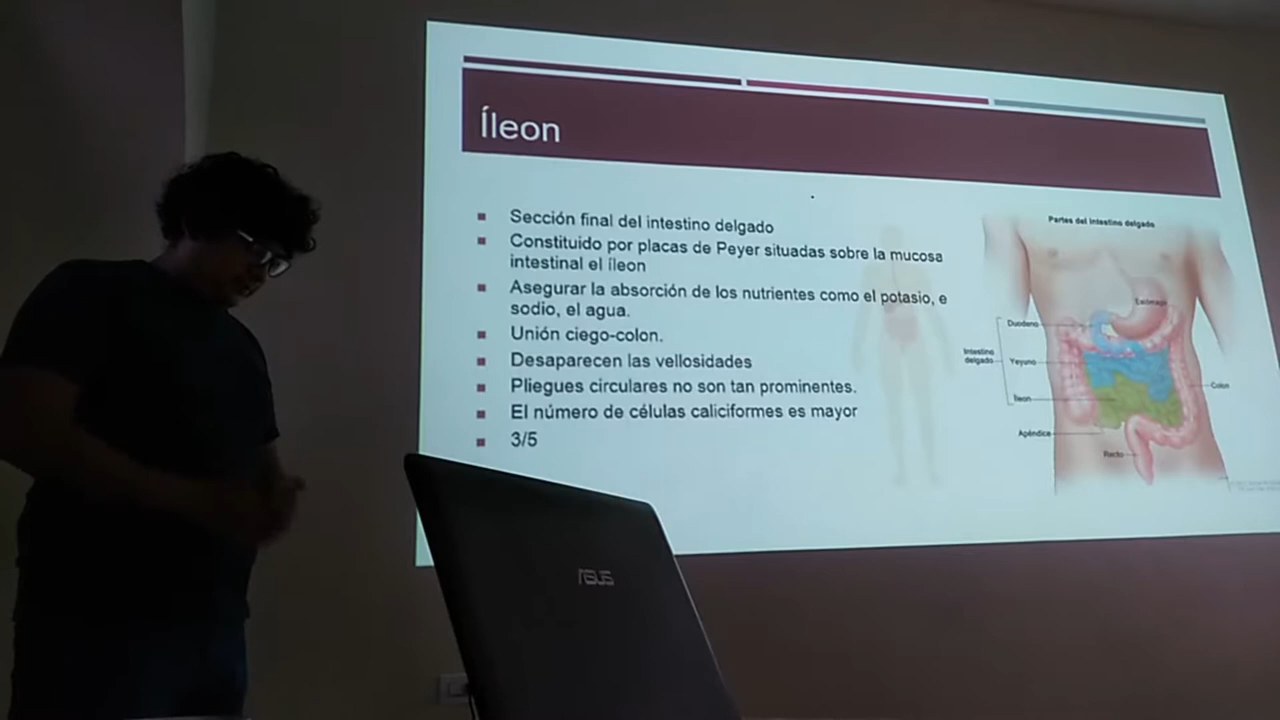 Íleon
Sección final del intestino delgado
Constituido por placas de Peyer situadas sobre la mucosa
intestinal el íleon
Asegurar la absorción de los nutrientes como el potasio, e
sodio, el agua.
Unión ciego-colon.
Desaparecen las vellosidades
Pliegues circulares no son tan prominentes.
El número de células caliciformes es mayor
3/5
Partes del intestino delgado
Estómago
Duodeno
Intestino
delgado
Yeyuno
Colon
Íleon
Apéndice
Recto
ASUS